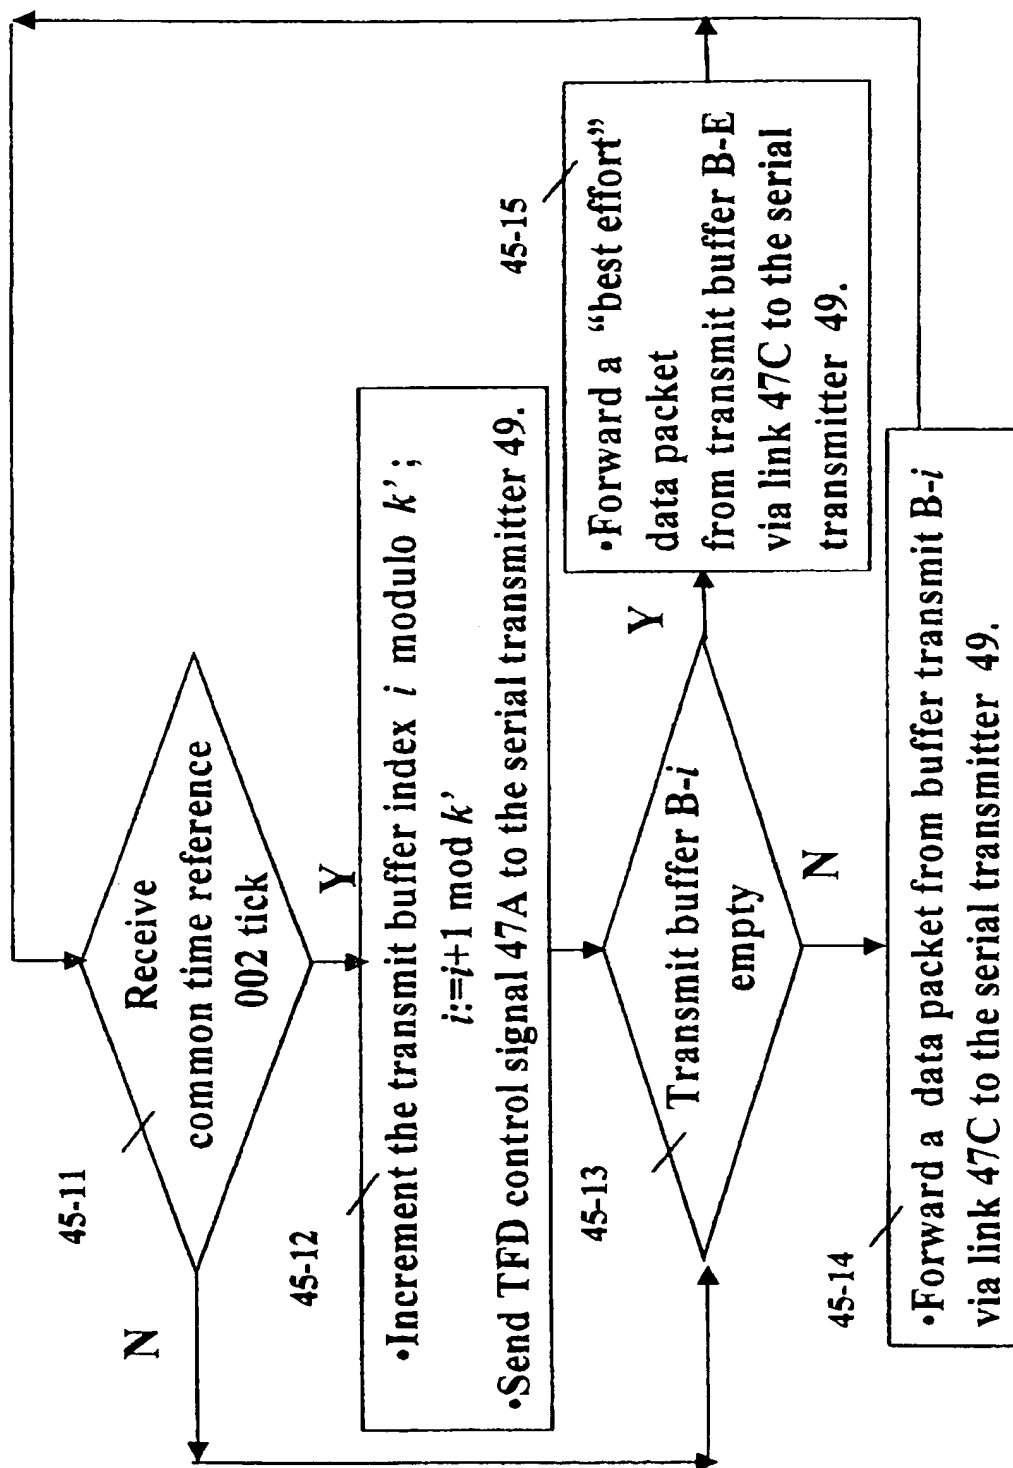 45-11
Receive
common time reference
002 tick
N
Y
45-12
•Increment the transmit buffer index i modulo k’;
i:=i+1 mod k’
•Send TFD control signal 47A to the serial transmitter 49.
45-13
Transmit buffer B-i
empty
Y
N
45-15
•Forward a “best effort”
data packet
from transmit buffer B-E
via link 47C to the serial
transmitter 49.
45-14
•Forward a data packet from buffer transmit B-i
via link 47C to the serial transmitter 49.